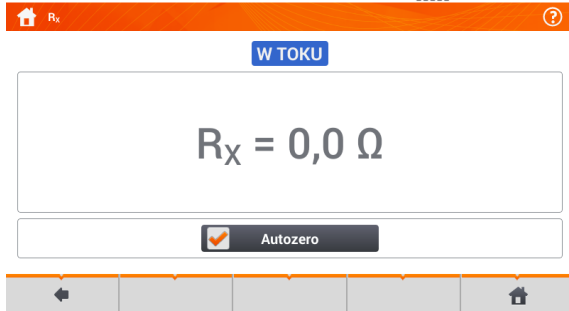 Rx
?
W TOKU
RX = 0,0 Ω
Autozero